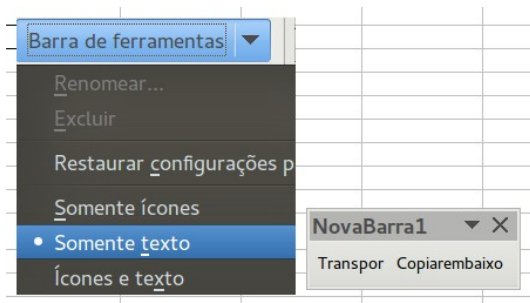 Barra de ferramentas
Renomear...
Excluir
Restaurar configurações p
Somente ícones
Somente texto
Ícones e texto
NovaBarra1
Transpor Copiarembaixo